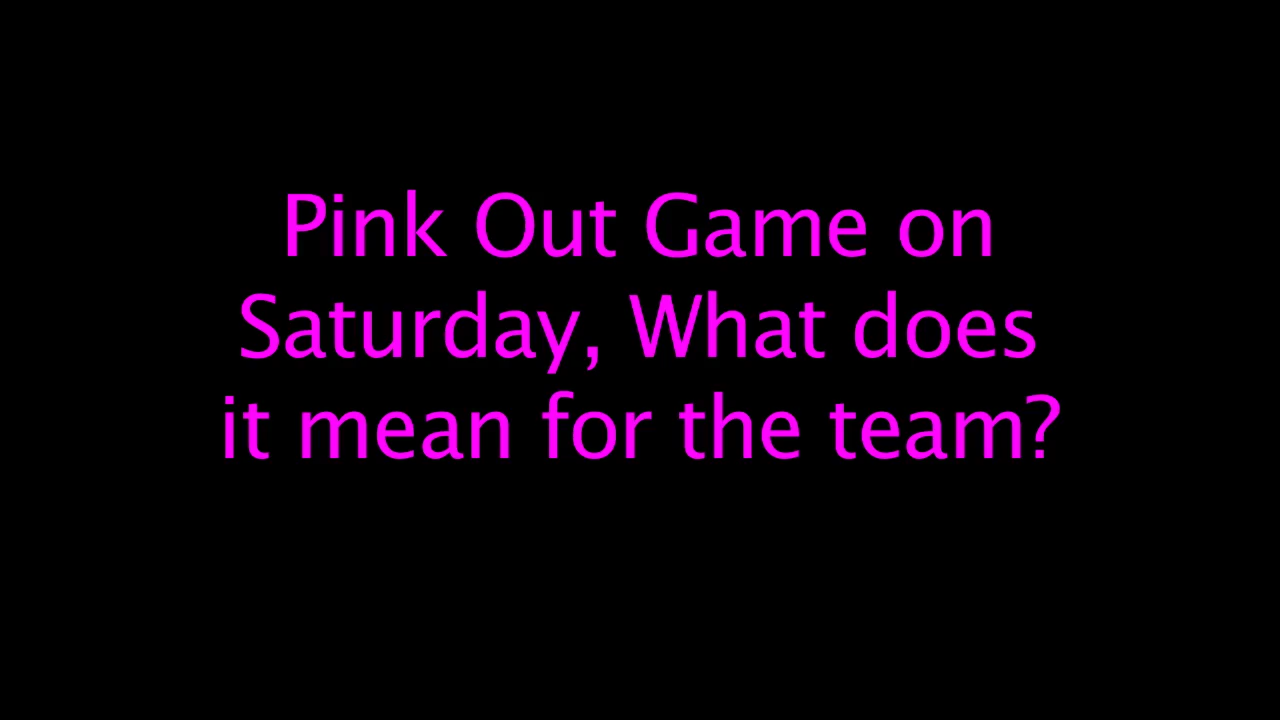 Pink Out Game on
Saturday, What does
it mean for the team?